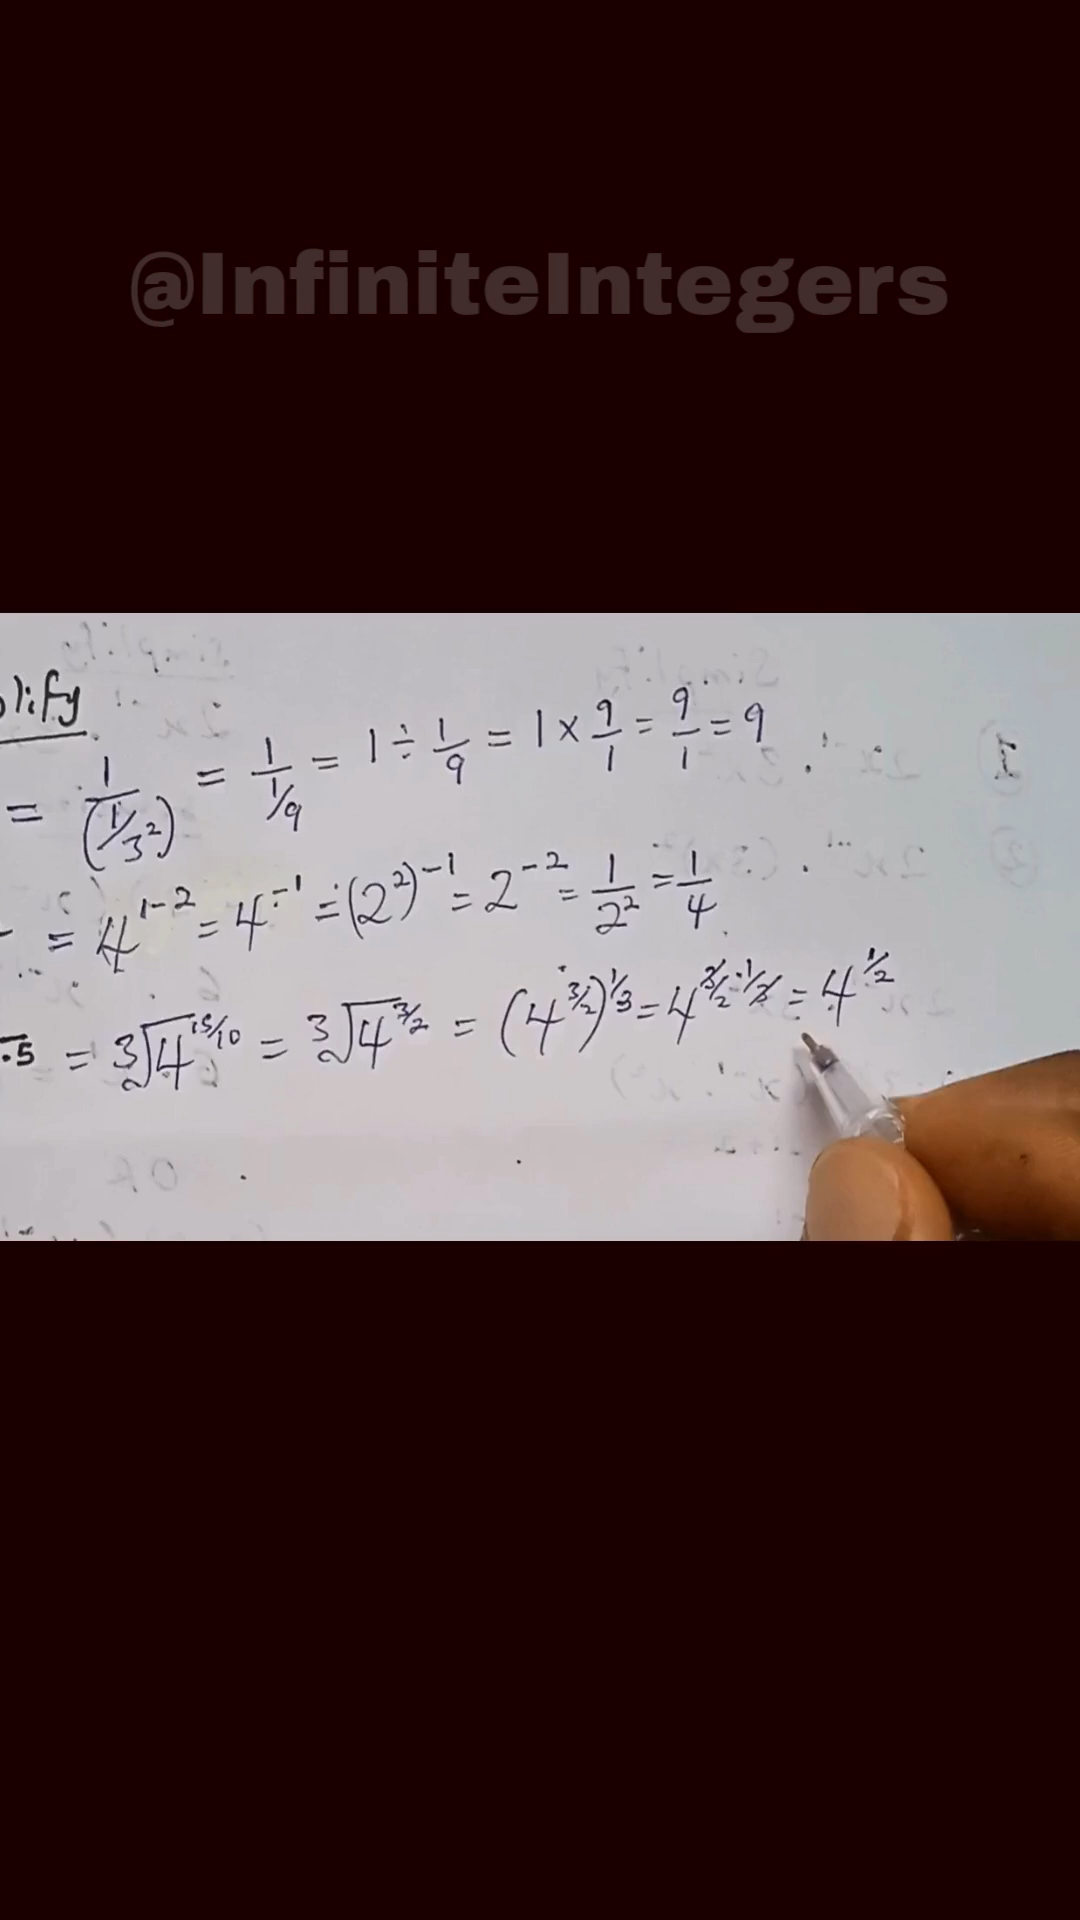 @InfiniteIntegers
plify
= 1/(1/3²) = 1/(1/9) = 1 ÷ 1/9 = 1 × 9/1 = 9/1 = 9
= 4^(1-2) = 4^(-1) = (2²)^(-1) = 2^(-2) = 1/2² = 1/4
.5 = ∛4^(15/10) = ∛4^(3/2) = (4^(3/2))^(1/3) = 4^(3/2·1/3) = 4^(1/2)